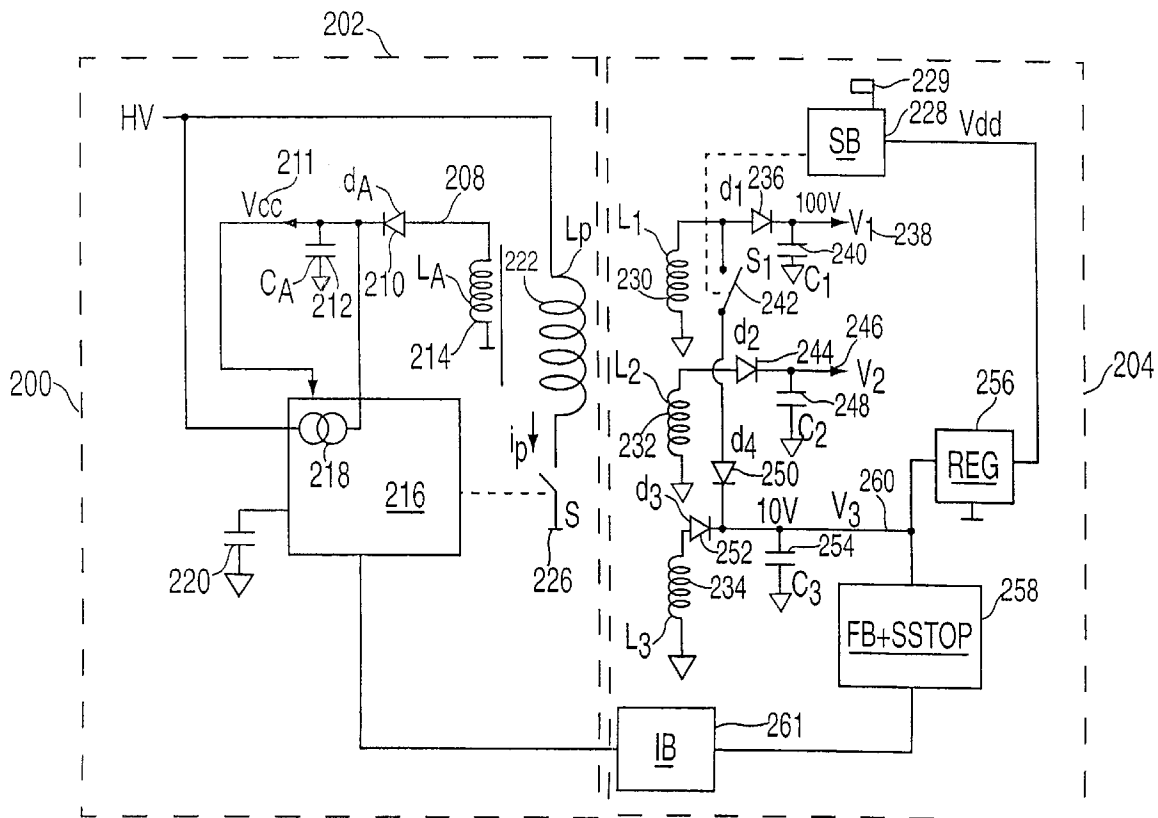 202
HV
229
228
SB
Vdd
211
Vcc
dA
208
d1
236
100V
V1
238
CA
212
210
LA
214
222
Lp
L1
230
S1
242
240
C1
200
204
d2
244
246
V2
L2
232
248
C2
256
REG
218
216
ip
S
226
220
d4
250
d3
252
10V
V3
260
254
C3
234
L3
258
FB+SSTOP
IB
261